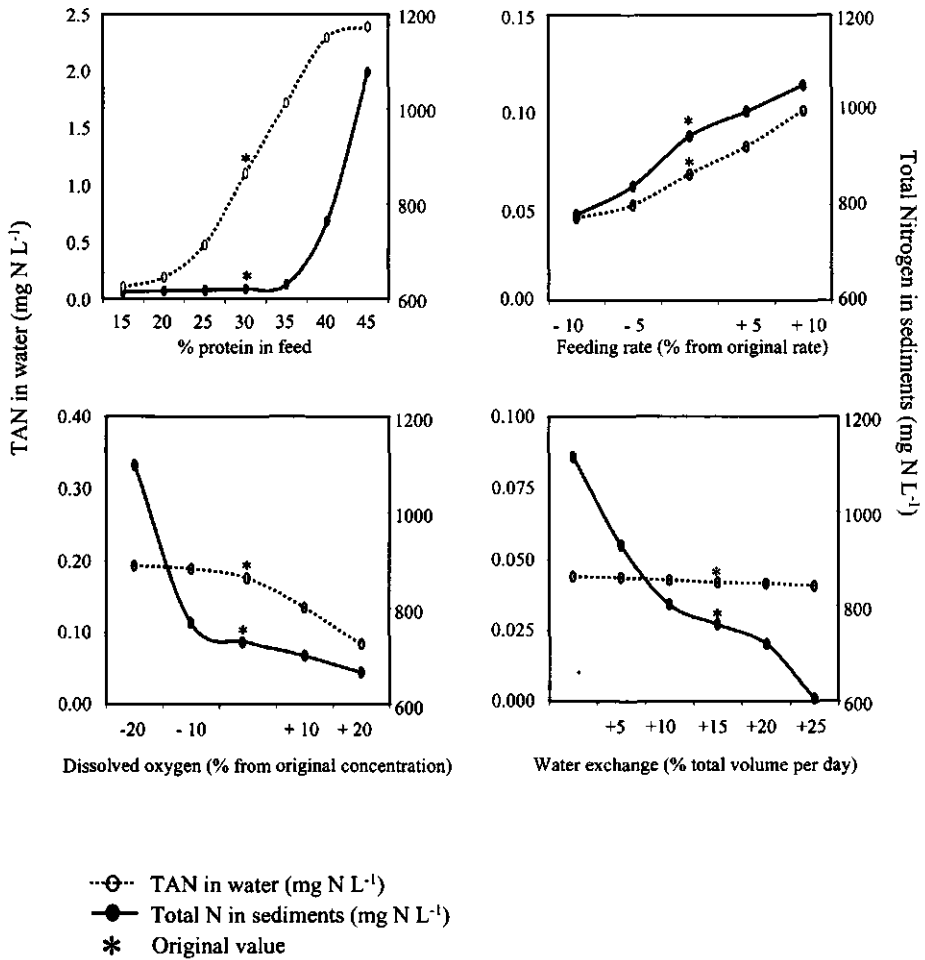 TAN in water (mg N L-1)
2.5
2.0
1.5
1.0
0.5
0.0
1200
1000
800
600
15 20 25 30 35 40 45
% protein in feed
0.15
0.10
0.05
0.00
1200
1000
800
600
- 10 - 5 + 5 + 10
Feeding rate (% from original rate)
Total Nitrogen in sediments (mg N L-1)
0.40
0.30
0.20
0.10
0.00
1200
1000
800
600
-20 - 10 + 10 + 20
Dissolved oxygen (% from original concentration)
0.100
0.075
0.050
0.025
0.000
1200
1000
800
600
+5 +10 +15 +20 +25
Water exchange (% total volume per day)
TAN in water (mg N L-1)
Total N in sediments (mg N L-1)
* Original value